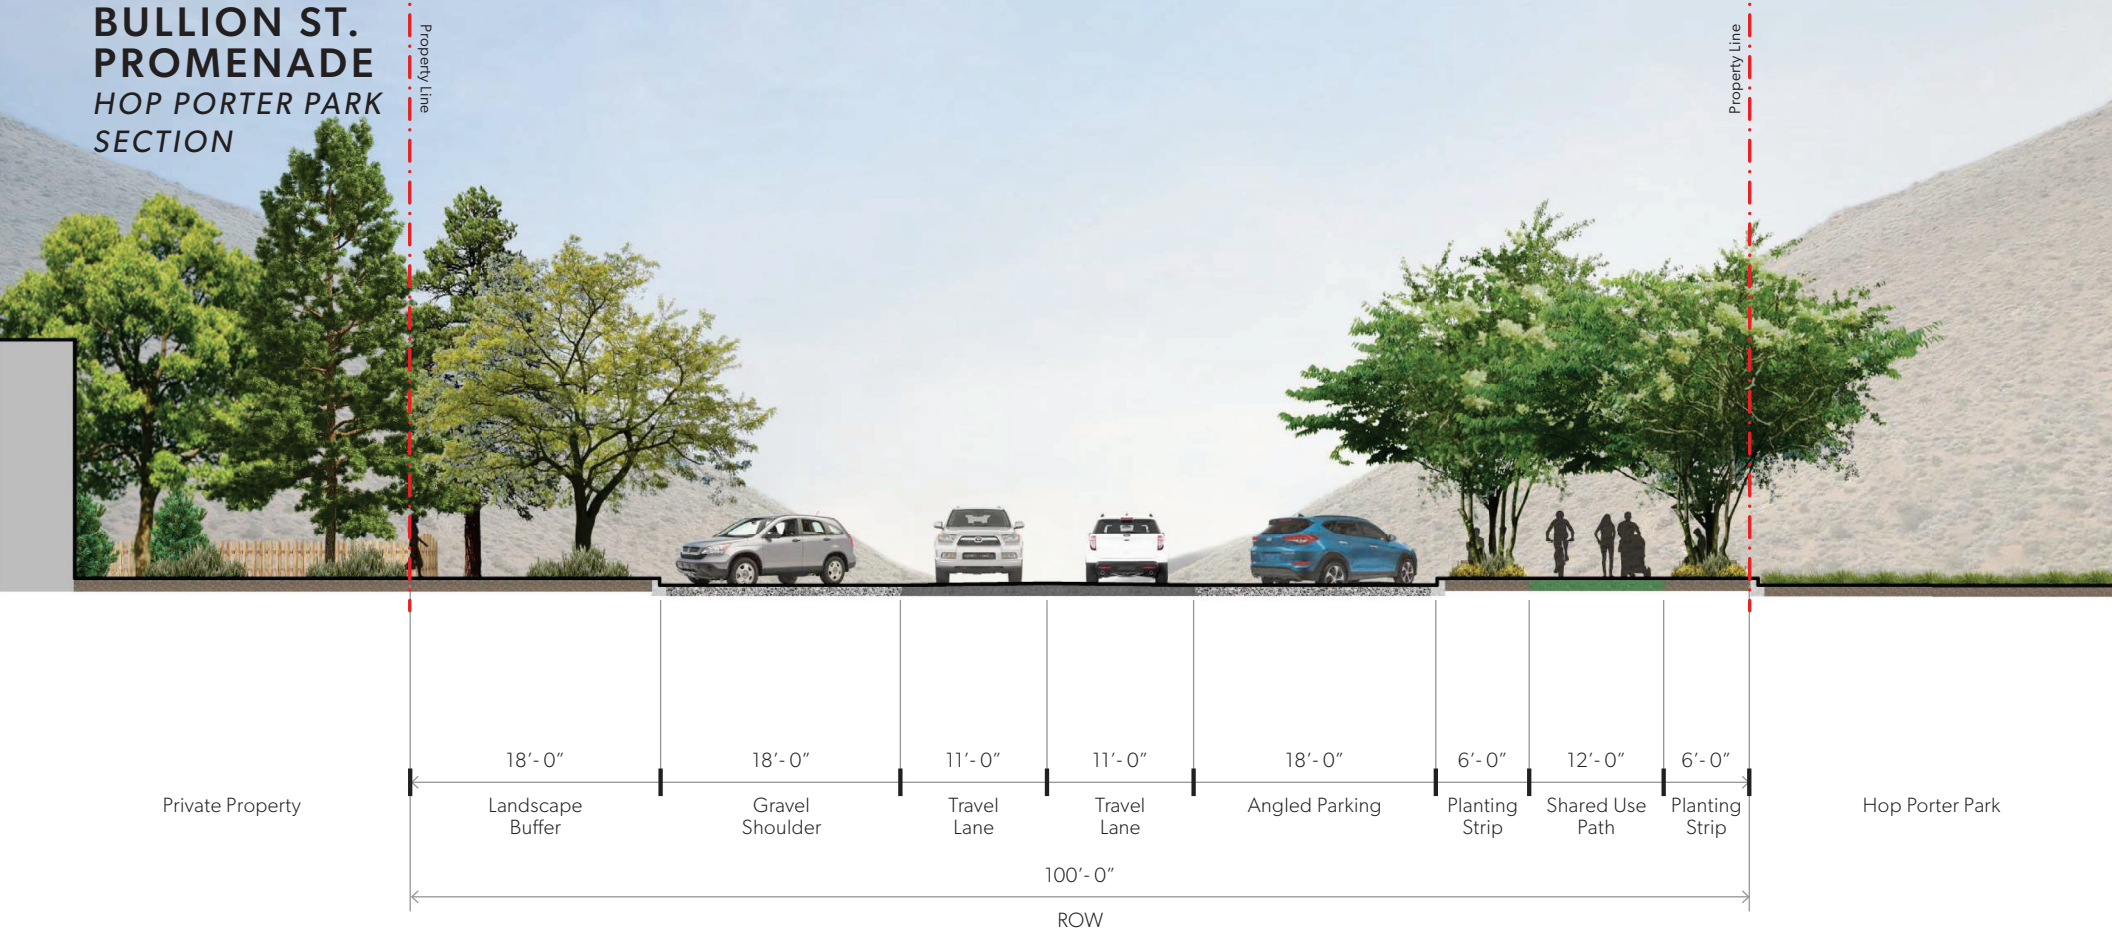 BULLION ST.
PROMENADE
HOP PORTER PARK
SECTION
Property Line
Property Line
18’-0”
18’-0”
11’-0”
11’-0”
18’-0”
6’-0”
12’-0”
6’-0”
Private Property
Landscape
Buffer
Gravel
Shoulder
Travel
Lane
Travel
Lane
Angled Parking
Planting
Strip
Shared Use
Path
Planting
Strip
Hop Porter Park
100’-0”
ROW